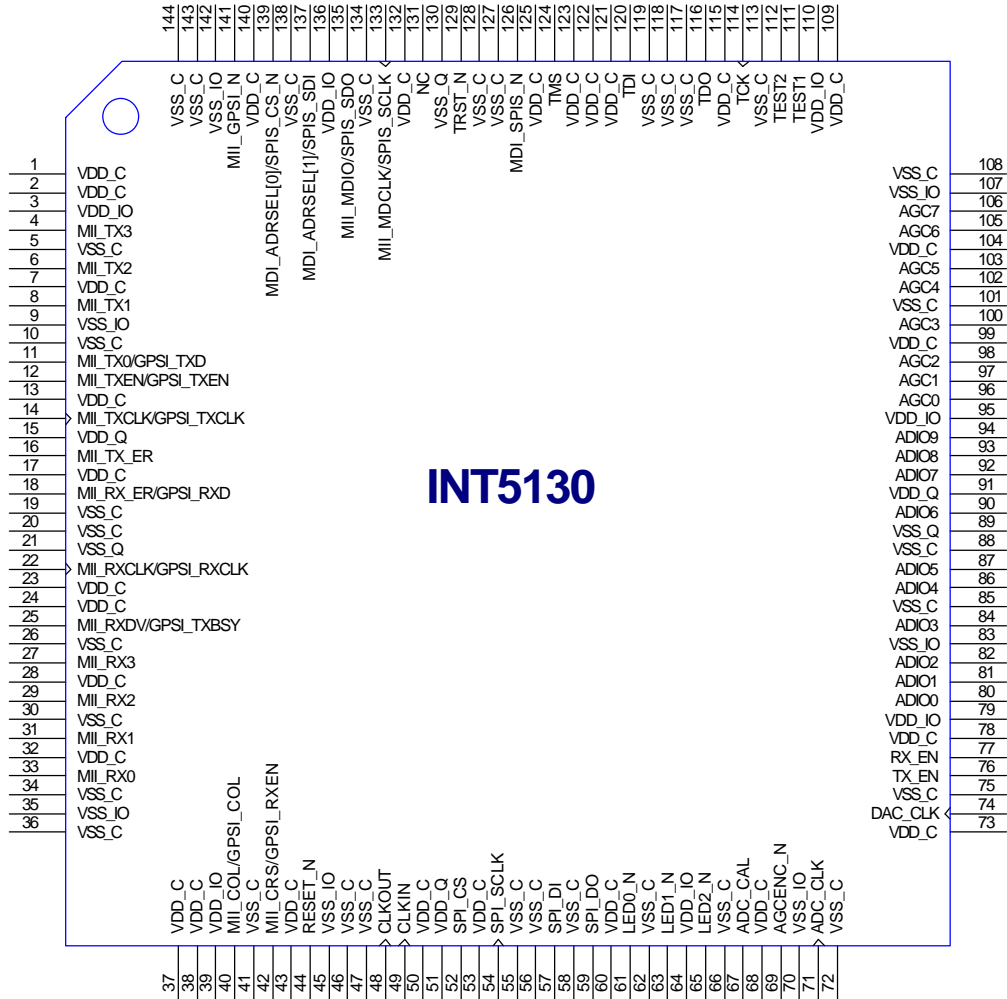 144 VSS_C
143 VSS_C
142 VSS_IO
141 MII_GPSI_N
140 VDD_C
139 MDI_ADRSEL[0]/SPIS_CS_N
138 VSS_C
137 MDI_ADRSEL[1]/SPIS_SDI
136 VDD_IO
135 MII_MDIO/SPIS_SDO
134 VSS_C
133 MII_MDCLK/SPIS_SCLK
132 VDD_C
131 NC
130 VSS_Q
129 TRST_N
128 VSS_C
127 VSS_C
126 MDI_SPIS_N
125 VDD_C
124 TMS
123 VDD_C
122 VDD_C
121 VDD_C
120 TDI
119 VSS_C
118 VSS_C
117 VSS_C
116 TDO
115 VDD_C
114 TCK
113 VSS_C
112 TEST2
111 TEST1
110 VDD_IO
109 VDD_C
1 VDD_C
2 VDD_C
3 VDD_IO
4 MII_TX3
5 VSS_C
6 MII_TX2
7 VDD_C
8 MII_TX1
9 VSS_IO
10 VSS_C
11 MII_TX0/GPSI_TXD
12 MII_TXEN/GPSI_TXEN
13 VDD_C
14 MII_TXCLK/GPSI_TXCLK
15 VDD_Q
16 MII_TX_ER
17 VDD_C
18 MII_RX_ER/GPSI_RXD
19 VSS_C
20 VSS_C
21 VSS_Q
22 MII_RXCLK/GPSI_RXCLK
23 VDD_C
24 VDD_C
25 MII_RXDV/GPSI_TXBSY
26 VSS_C
27 MII_RX3
28 VDD_C
29 MII_RX2
30 VSS_C
31 MII_RX1
32 VDD_C
33 MII_RX0
34 VSS_C
35 VSS_IO
36 VSS_C
INT5130
VSS_C 108
VSS_IO 107
AGC7 106
AGC6 105
VDD_C 104
AGC5 103
AGC4 102
VSS_C 101
AGC3 100
VDD_C 99
AGC2 98
AGC1 97
AGC0 96
VDD_IO 95
ADIO9 94
ADIO8 93
ADIO7 92
VDD_Q 91
ADIO6 90
VSS_Q 89
VSS_C 88
ADIO5 87
ADIO4 86
VSS_C 85
ADIO3 84
VSS_IO 83
ADIO2 82
ADIO1 81
ADIO0 80
VDD_IO 79
VDD_C 78
RX_EN 77
TX_EN 76
VSS_C 75
DAC_CLK 74
VDD_C 73
37 VDD_C
38 VDD_C
39 VDD_IO
40 MII_COL/GPSI_COL
41 VSS_C
42 MII_CRS/GPSI_RXEN
43 VDD_C
44 RESET_N
45 VSS_IO
46 VSS_C
47 VSS_C
48 CLKOUT
49 CLKIN
50 VDD_C
51 VDD_Q
52 SPI_CS
53 VDD_C
54 SPI_SCLK
55 VSS_C
56 VSS_C
57 SPI_DI
58 VSS_C
59 SPI_DO
60 VDD_C
61 LED0_N
62 VSS_C
63 LED1_N
64 VDD_IO
65 LED2_N
66 VSS_C
67 ADC_CAL
68 VDD_C
69 AGCENC_N
70 VSS_IO
71 ADC_CLK
72 VSS_C